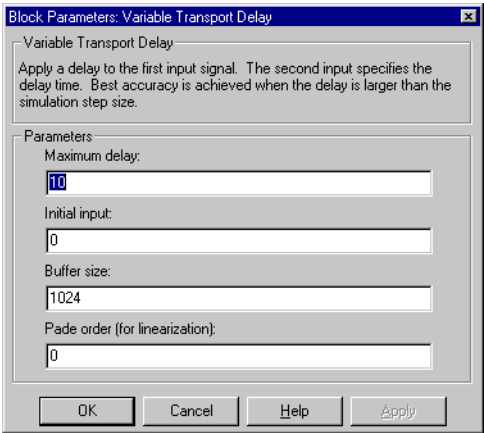 Block Parameters: Variable Transport Delay
Variable Transport Delay
Apply a delay to the first input signal.  The second input specifies the
delay time.  Best accuracy is achieved when the delay is larger than the
simulation step size.
Parameters
Maximum delay:
10
Initial input:
0
Buffer size:
1024
Pade order (for linearization):
0
OK Cancel Help Apply